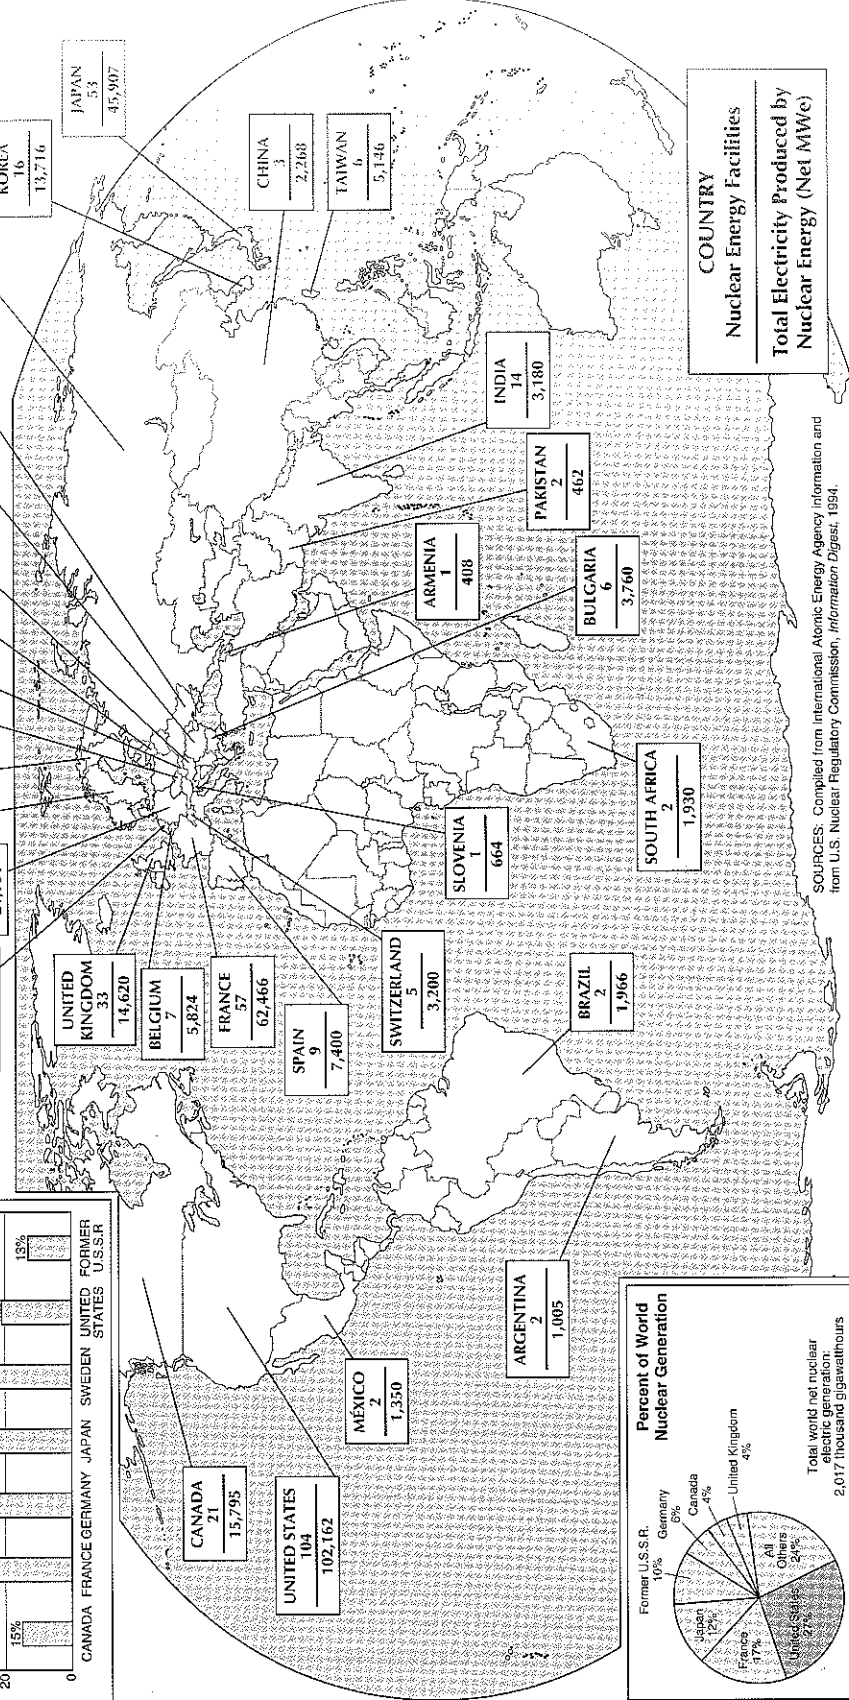 20
0
15%
13%
CANADA FRANCE GERMANY JAPAN SWEDEN UNITED STATES FORMER U.S.S.R
KOREA
16
13,716
JAPAN
53
45,907
CHINA
3
2,268
TAIWAN
6
5,146
UNITED
KINGDOM
33
14,620
BELGIUM
7
5,824
FRANCE
57
62,466
SPAIN
9
7,400
SWITZERLAND
5
3,200
SLOVENIA
1
664
ARMENIA
1
408
BULGARIA
6
3,760
PAKISTAN
2
462
INDIA
14
3,180
SOUTH AFRICA
2
1,930
CANADA
21
15,795
UNITED STATES
104
102,162
MEXICO
2
1,350
ARGENTINA
2
1,005
BRAZIL
2
1,966
COUNTRY
Nuclear Energy Facilities
Total Electricity Produced by
Nuclear Energy (Net MWe)
Percent of World
Nuclear Generation
Former U.S.S.R.
10%
Germany
6%
Canada
4%
United Kingdom
4%
Japan
12%
France
17%
United States
27%
All
Others
24%
Total world net nuclear
electric generation:
2,017 thousand gigawatthours
SOURCES: Compiled from International Atomic Energy Agency information and
from U.S. Nuclear Regulatory Commission, Information Digest, 1994.